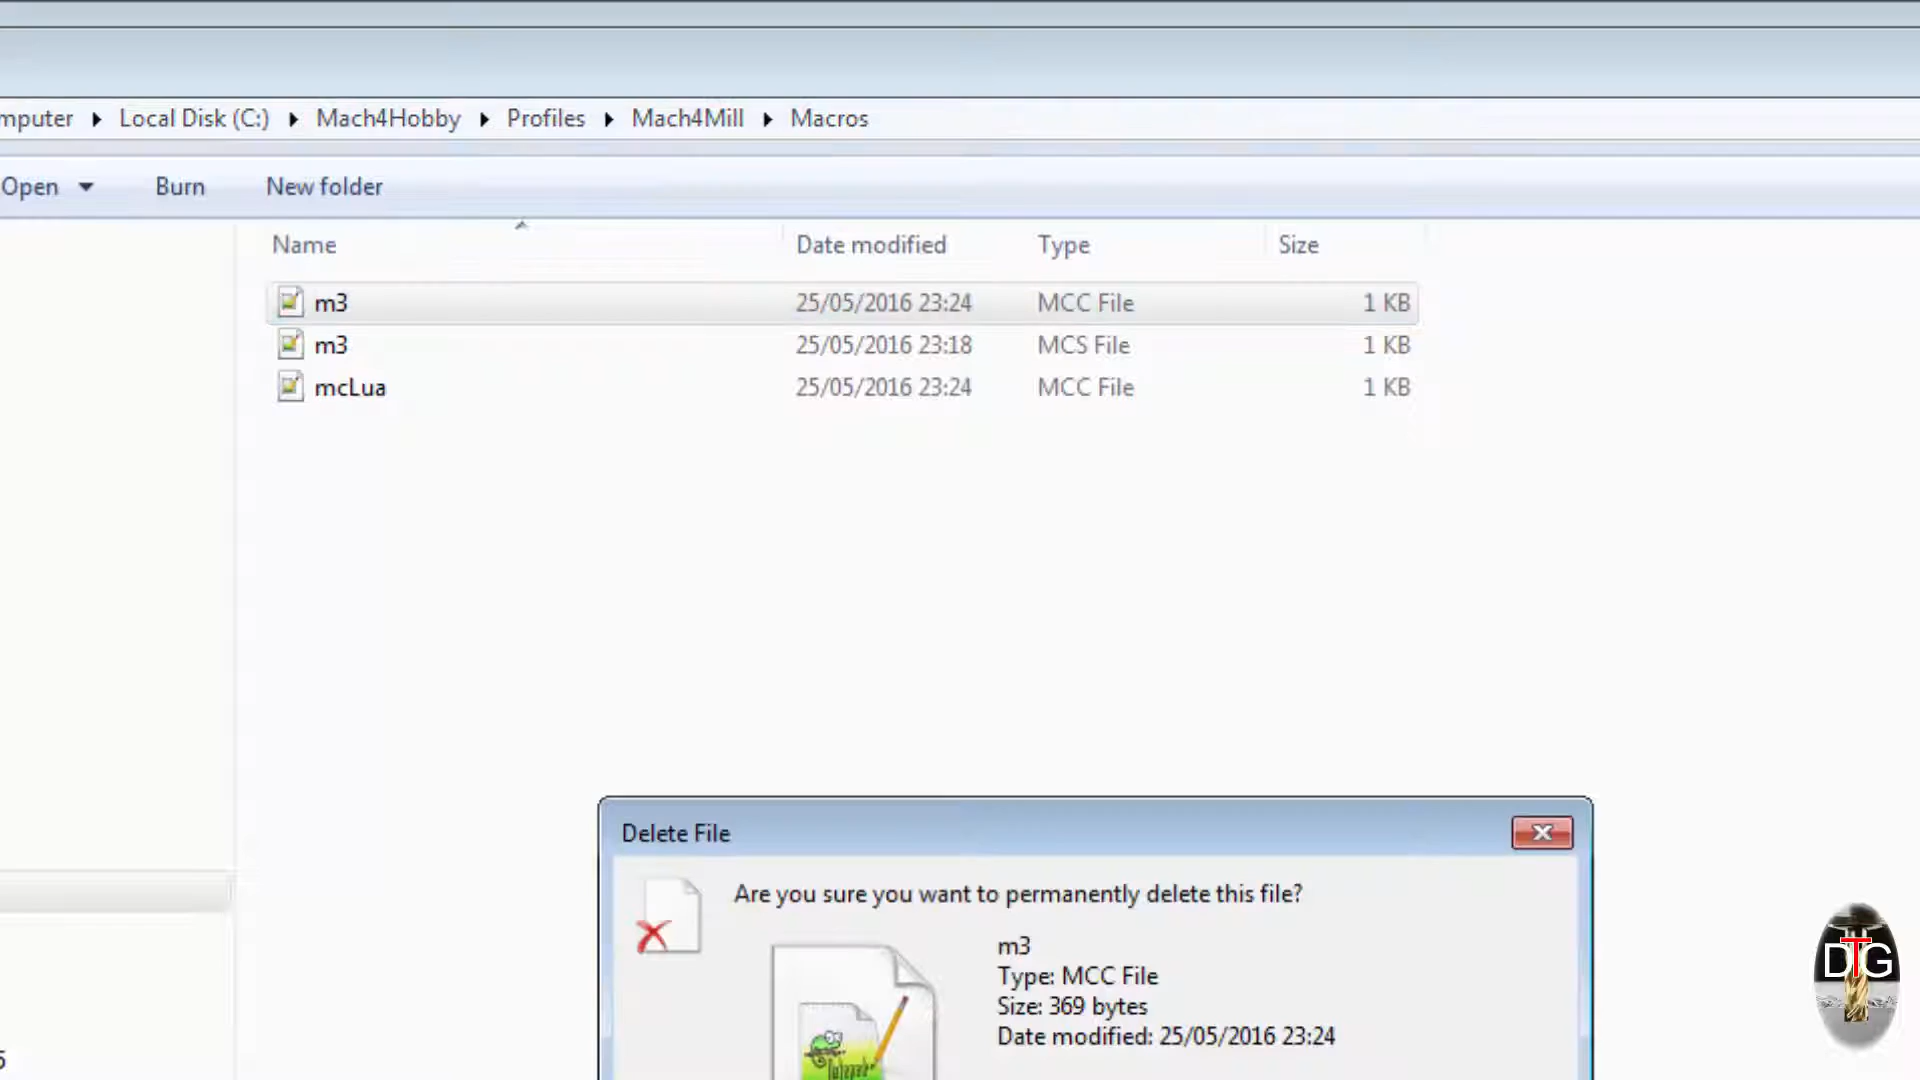 mputer Local Disk (C:) Mach4Hobby Profiles Mach4Mill Macros
Open Burn New folder
Name Date modified Type Size
m3 25/05/2016 23:24 MCC File 1 KB
m3 25/05/2016 23:18 MCS File 1 KB
mcLua 25/05/2016 23:24 MCC File 1 KB
Delete File
Are you sure you want to permanently delete this file?
m3
Type: MCC File
Size: 369 bytes
Date modified: 25/05/2016 23:24
DTG